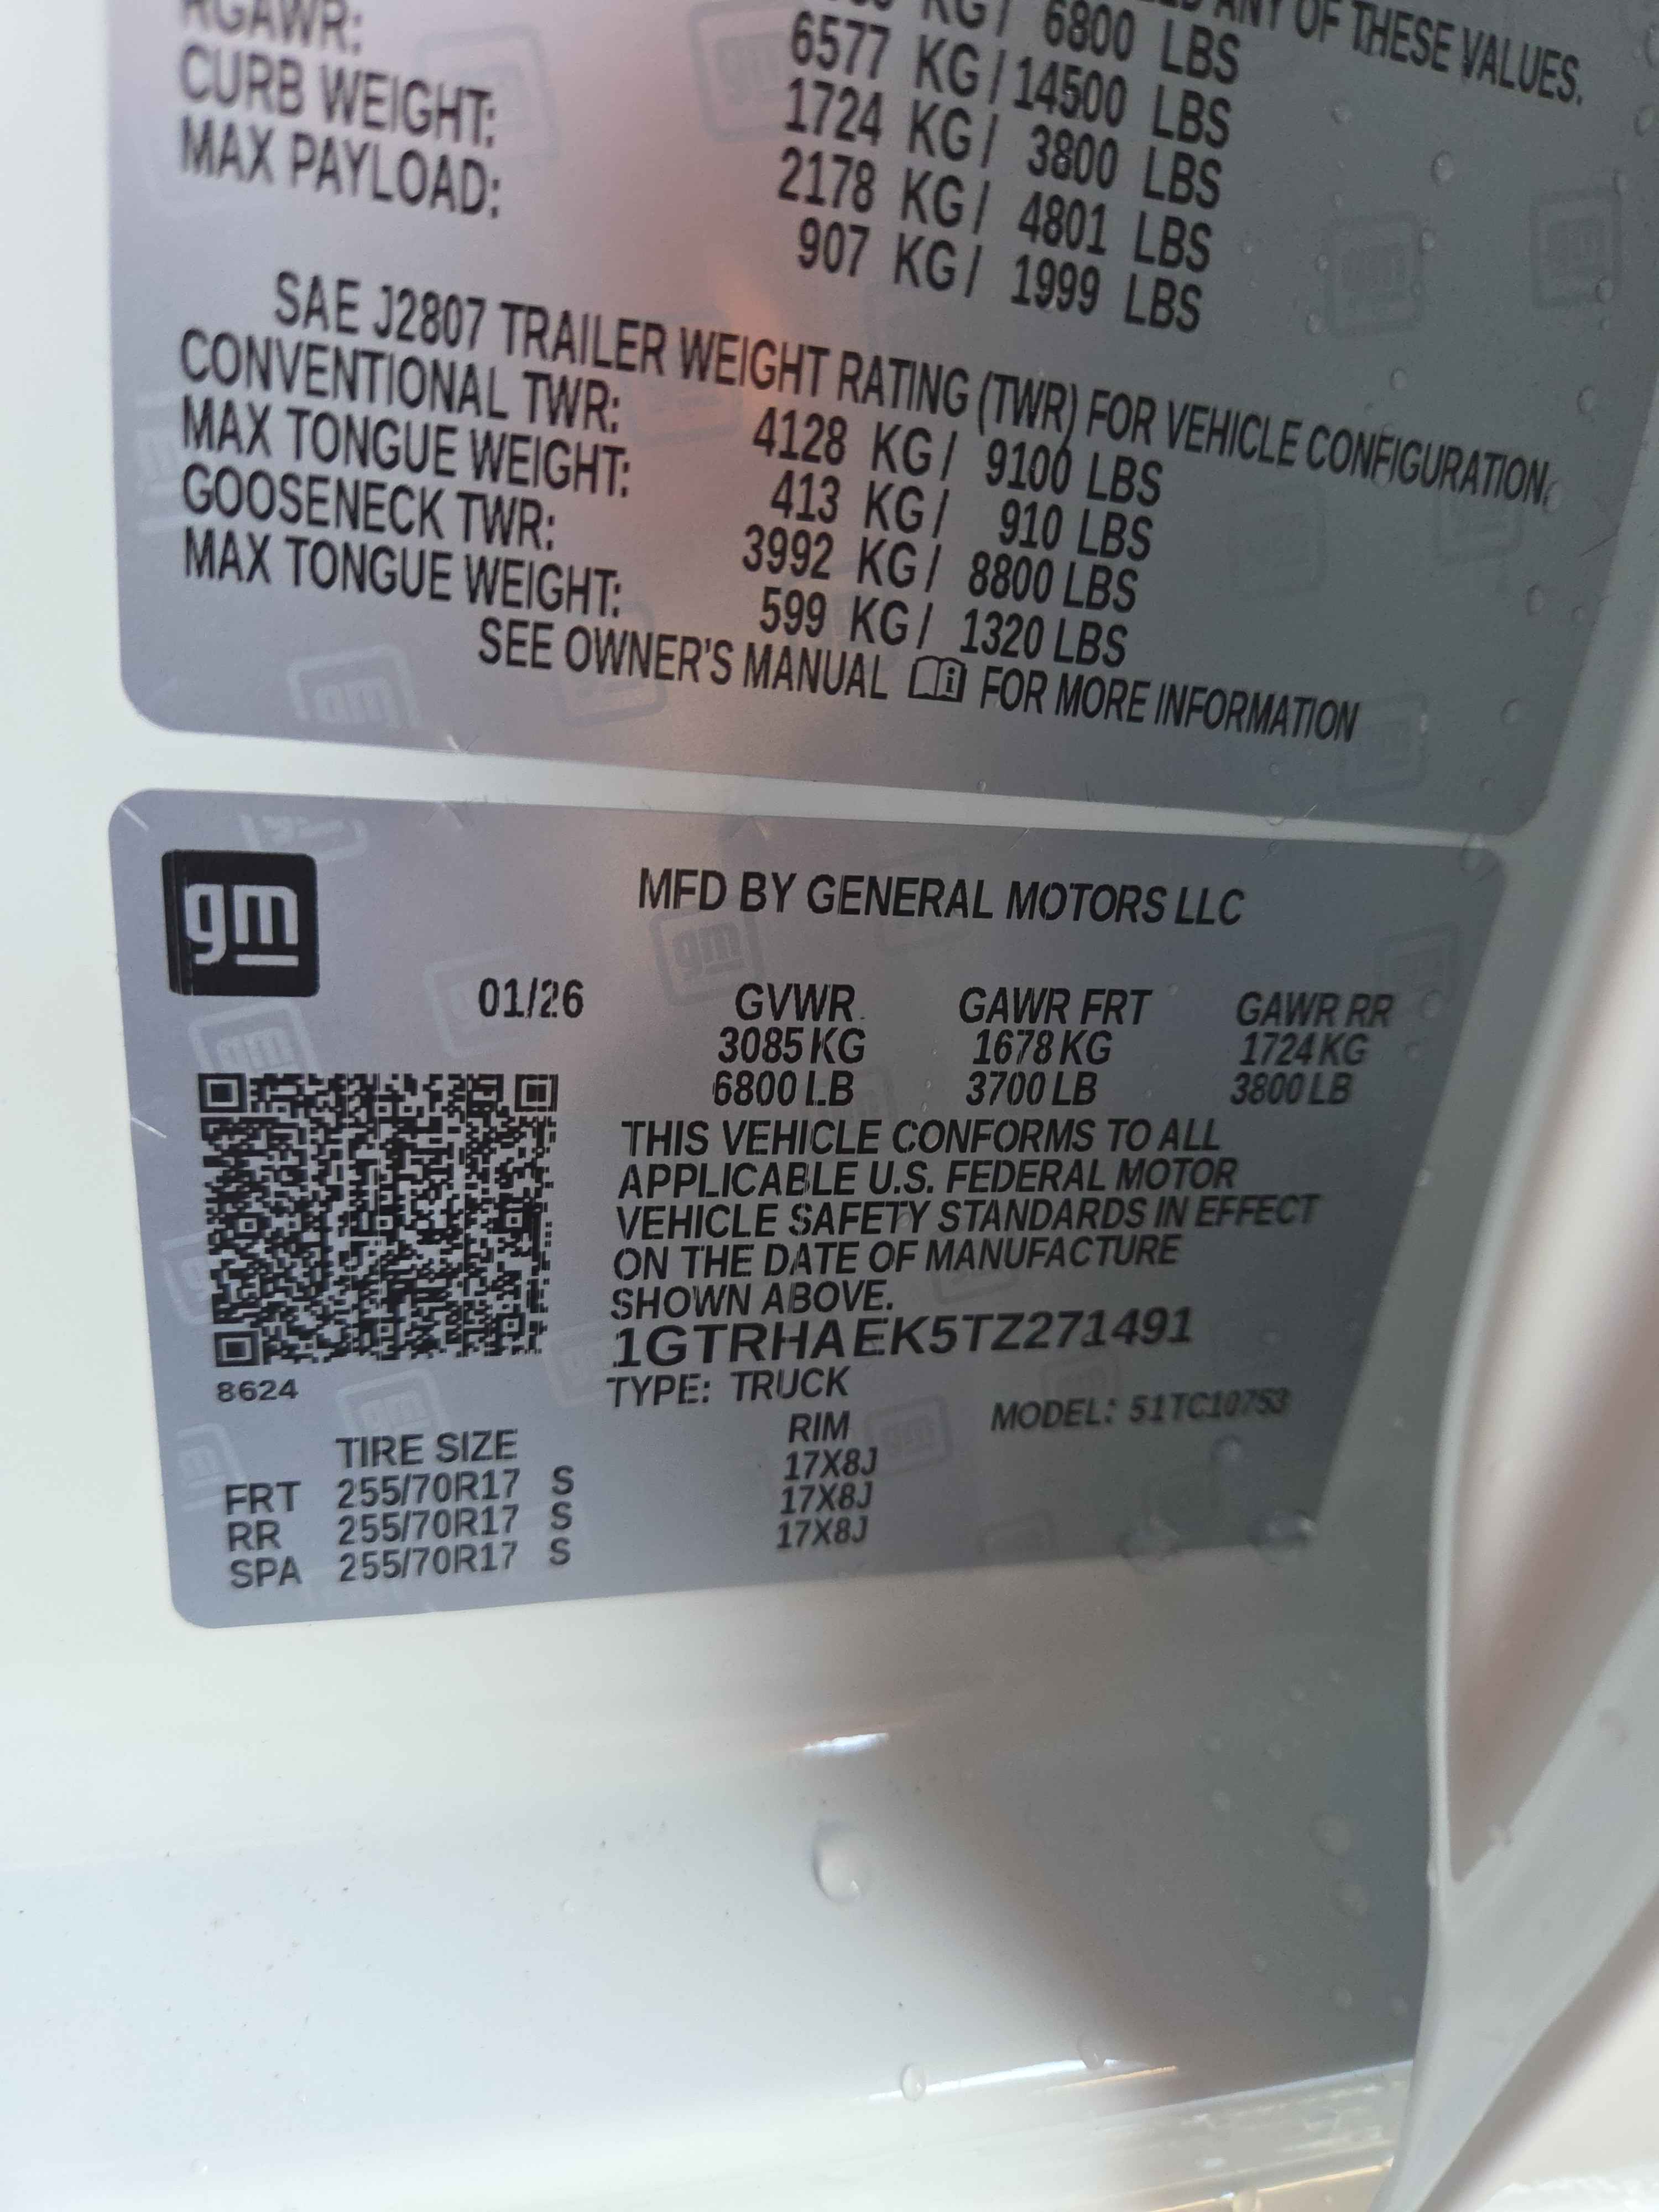 ANY OF THESE VALUES.
RGAWR: KG/ 6800 LBS
CURB WEIGHT: 6577 KG/ 14500 LBS
MAX PAYLOAD: 1724 KG/ 3800 LBS
2178 KG/ 4801 LBS
907 KG/ 1999 LBS
SAE J2807 TRAILER WEIGHT RATING (TWR) FOR VEHICLE CONFIGURATION.
CONVENTIONAL TWR: 4128 KG/ 9100 LBS
MAX TONGUE WEIGHT: 413 KG/ 910 LBS
GOOSENECK TWR: 3992 KG/ 8800 LBS
MAX TONGUE WEIGHT: 599 KG/ 1320 LBS
SEE OWNER'S MANUAL FOR MORE INFORMATION
gm
MFD BY GENERAL MOTORS LLC
01/26 GVWR GAWR FRT GAWR RR
3085 KG 1678 KG 1724 KG
6800 LB 3700 LB 3800 LB
THIS VEHICLE CONFORMS TO ALL
APPLICABLE U.S. FEDERAL MOTOR
VEHICLE SAFETY STANDARDS IN EFFECT
ON THE DATE OF MANUFACTURE
SHOWN ABOVE.
1GTRHAEK5TZ271491
8624
TYPE: TRUCK
MODEL: 51TC10753
TIRE SIZE RIM
FRT 255/70R17 S 17X8J
RR 255/70R17 S 17X8J
SPA 255/70R17 S 17X8J